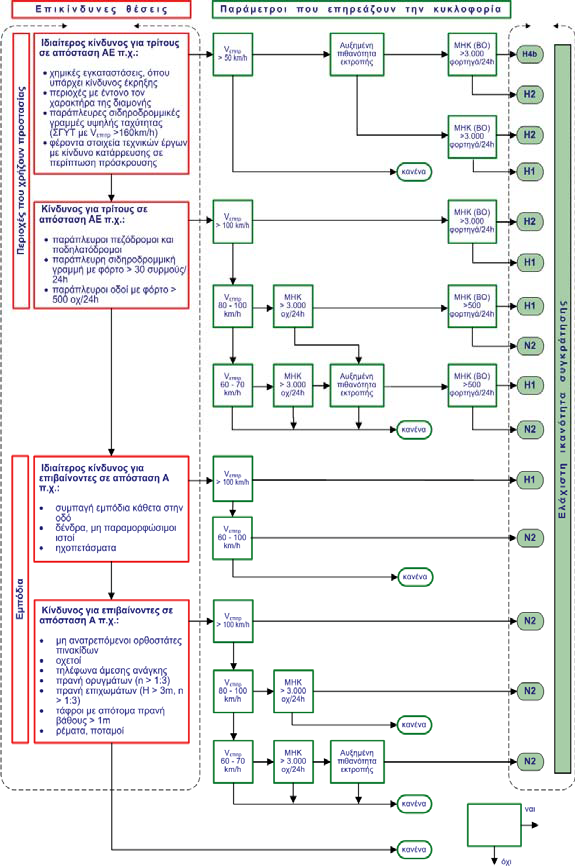 Επικίνδυνες θέσεις
Παράμετροι που επηρεάζουν την κυκλοφορία
Περιοχές που χρήζουν προστασίας
Ιδιαίτερος κίνδυνος για τρίτους
σε απόσταση ΑΕ π.χ.:
• χημικές εγκαταστάσεις, όπου
υπάρχει κίνδυνος έκρηξης
• περιοχές με έντονο τον
χαρακτήρα της διαμονής
• παράπλευρες σιδηροδρομικές
γραμμές υψηλής ταχύτητας
(ΣΓΥΤ με Vεπιτρ >160km/h)
• φέροντα στοιχεία τεχνικών έργων
με κίνδυνο κατάρρευσης σε
περίπτωση πρόσκρουσης
Vεπιτρ
> 50 km/h
Αυξημένη
πιθανότητα
εκτροπής
ΜΗΚ (ΒΟ)
>3.000
φορτηγά/24h
H4b
H2
ΜΗΚ (ΒΟ)
>3.000
φορτηγά/24h
H2
H1
κανένα
Κίνδυνος για τρίτους σε
απόσταση ΑΕ π.χ.:
• παράπλευροι πεζόδρομοι και
ποδηλατόδρομοι
• παράπλευρη σιδηροδρομμική
γραμμή με φόρτο > 30 συρμούς/
24h
• παράπλευροι οδοί με φόρτο >
500 οχ/24h
Vεπιτρ
> 100 km/h
ΜΗΚ (ΒΟ)
>3.000
φορτηγά/24h
H2
H1
Vεπιτρ
80 - 100
km/h
ΜΗΚ
> 3.000
οχ/24h
ΜΗΚ (ΒΟ)
>500
φορτηγά/24h
H1
N2
Vεπιτρ
60 - 70
km/h
ΜΗΚ
> 3.000
οχ/24h
Αυξημένη
πιθανότητα
εκτροπής
ΜΗΚ (ΒΟ)
>500
φορτηγά/24h
H1
N2
κανένα
Εμπόδια
Ιδιαίτερος κίνδυνος για
επιβαίνοντες σε απόσταση Α
π.χ.:
• συμπαγή εμπόδια κάθετα στην
οδό
• δένδρα, μη παραμορφώσιμοι
ιστοί
• ηχοπετάσματα
Vεπιτρ
> 100 km/h
H1
Vεπιτρ
60 - 100
km/h
N2
κανένα
Κίνδυνος για επιβαίνοντες σε
απόσταση Α π.χ.:
• μη ανατρεπόμενοι ορθοστάτες
πινακίδων
• οχετοί
• τηλέφωνα άμεσης ανάγκης
• πρανή ορυγμάτων (n > 1:3)
• πρανή επιχωμάτων (H > 3m, n
> 1:3)
• τάφροι με απότομα πρανή
βάθους > 1m
• ρέματα, ποταμοί
Vεπιτρ
> 100 km/h
N2
Vεπιτρ
80 - 100
km/h
ΜΗΚ
> 3.000
οχ/24h
N2
κανένα
Vεπιτρ
60 - 70
km/h
ΜΗΚ
> 3.000
οχ/24h
Αυξημένη
πιθανότητα
εκτροπής
N2
κανένα
κανένα
Ελάχιστη ικανότητα συγκράτησης
ναι
όχι